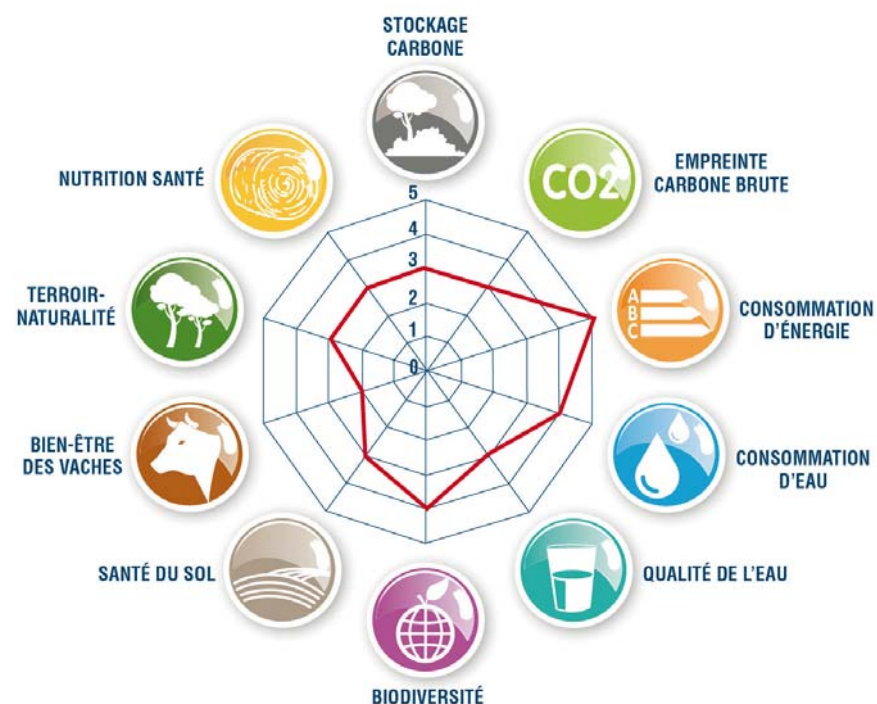 STOCKAGE
CARBONE
NUTRITION SANTÉ
CO2
EMPREINTE
CARBONE BRUTE
5
4
3
2
1
0
TERROIR-
NATURALITÉ
A
B
C
CONSOMMATION
D'ÉNERGIE
BIEN-ÊTRE
DES VACHES
CONSOMMATION
D'EAU
SANTÉ DU SOL
QUALITÉ DE L'EAU
BIODIVERSITÉ